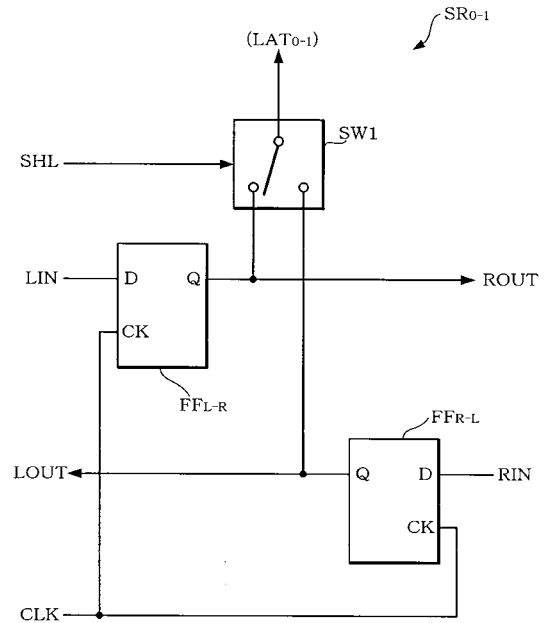 SR0-1
(LAT0-1)
SW1
SHL
LIN
D
Q
ROUT
CK
FFL-R
FFR-L
LOUT
Q
D
RIN
CK
CLK